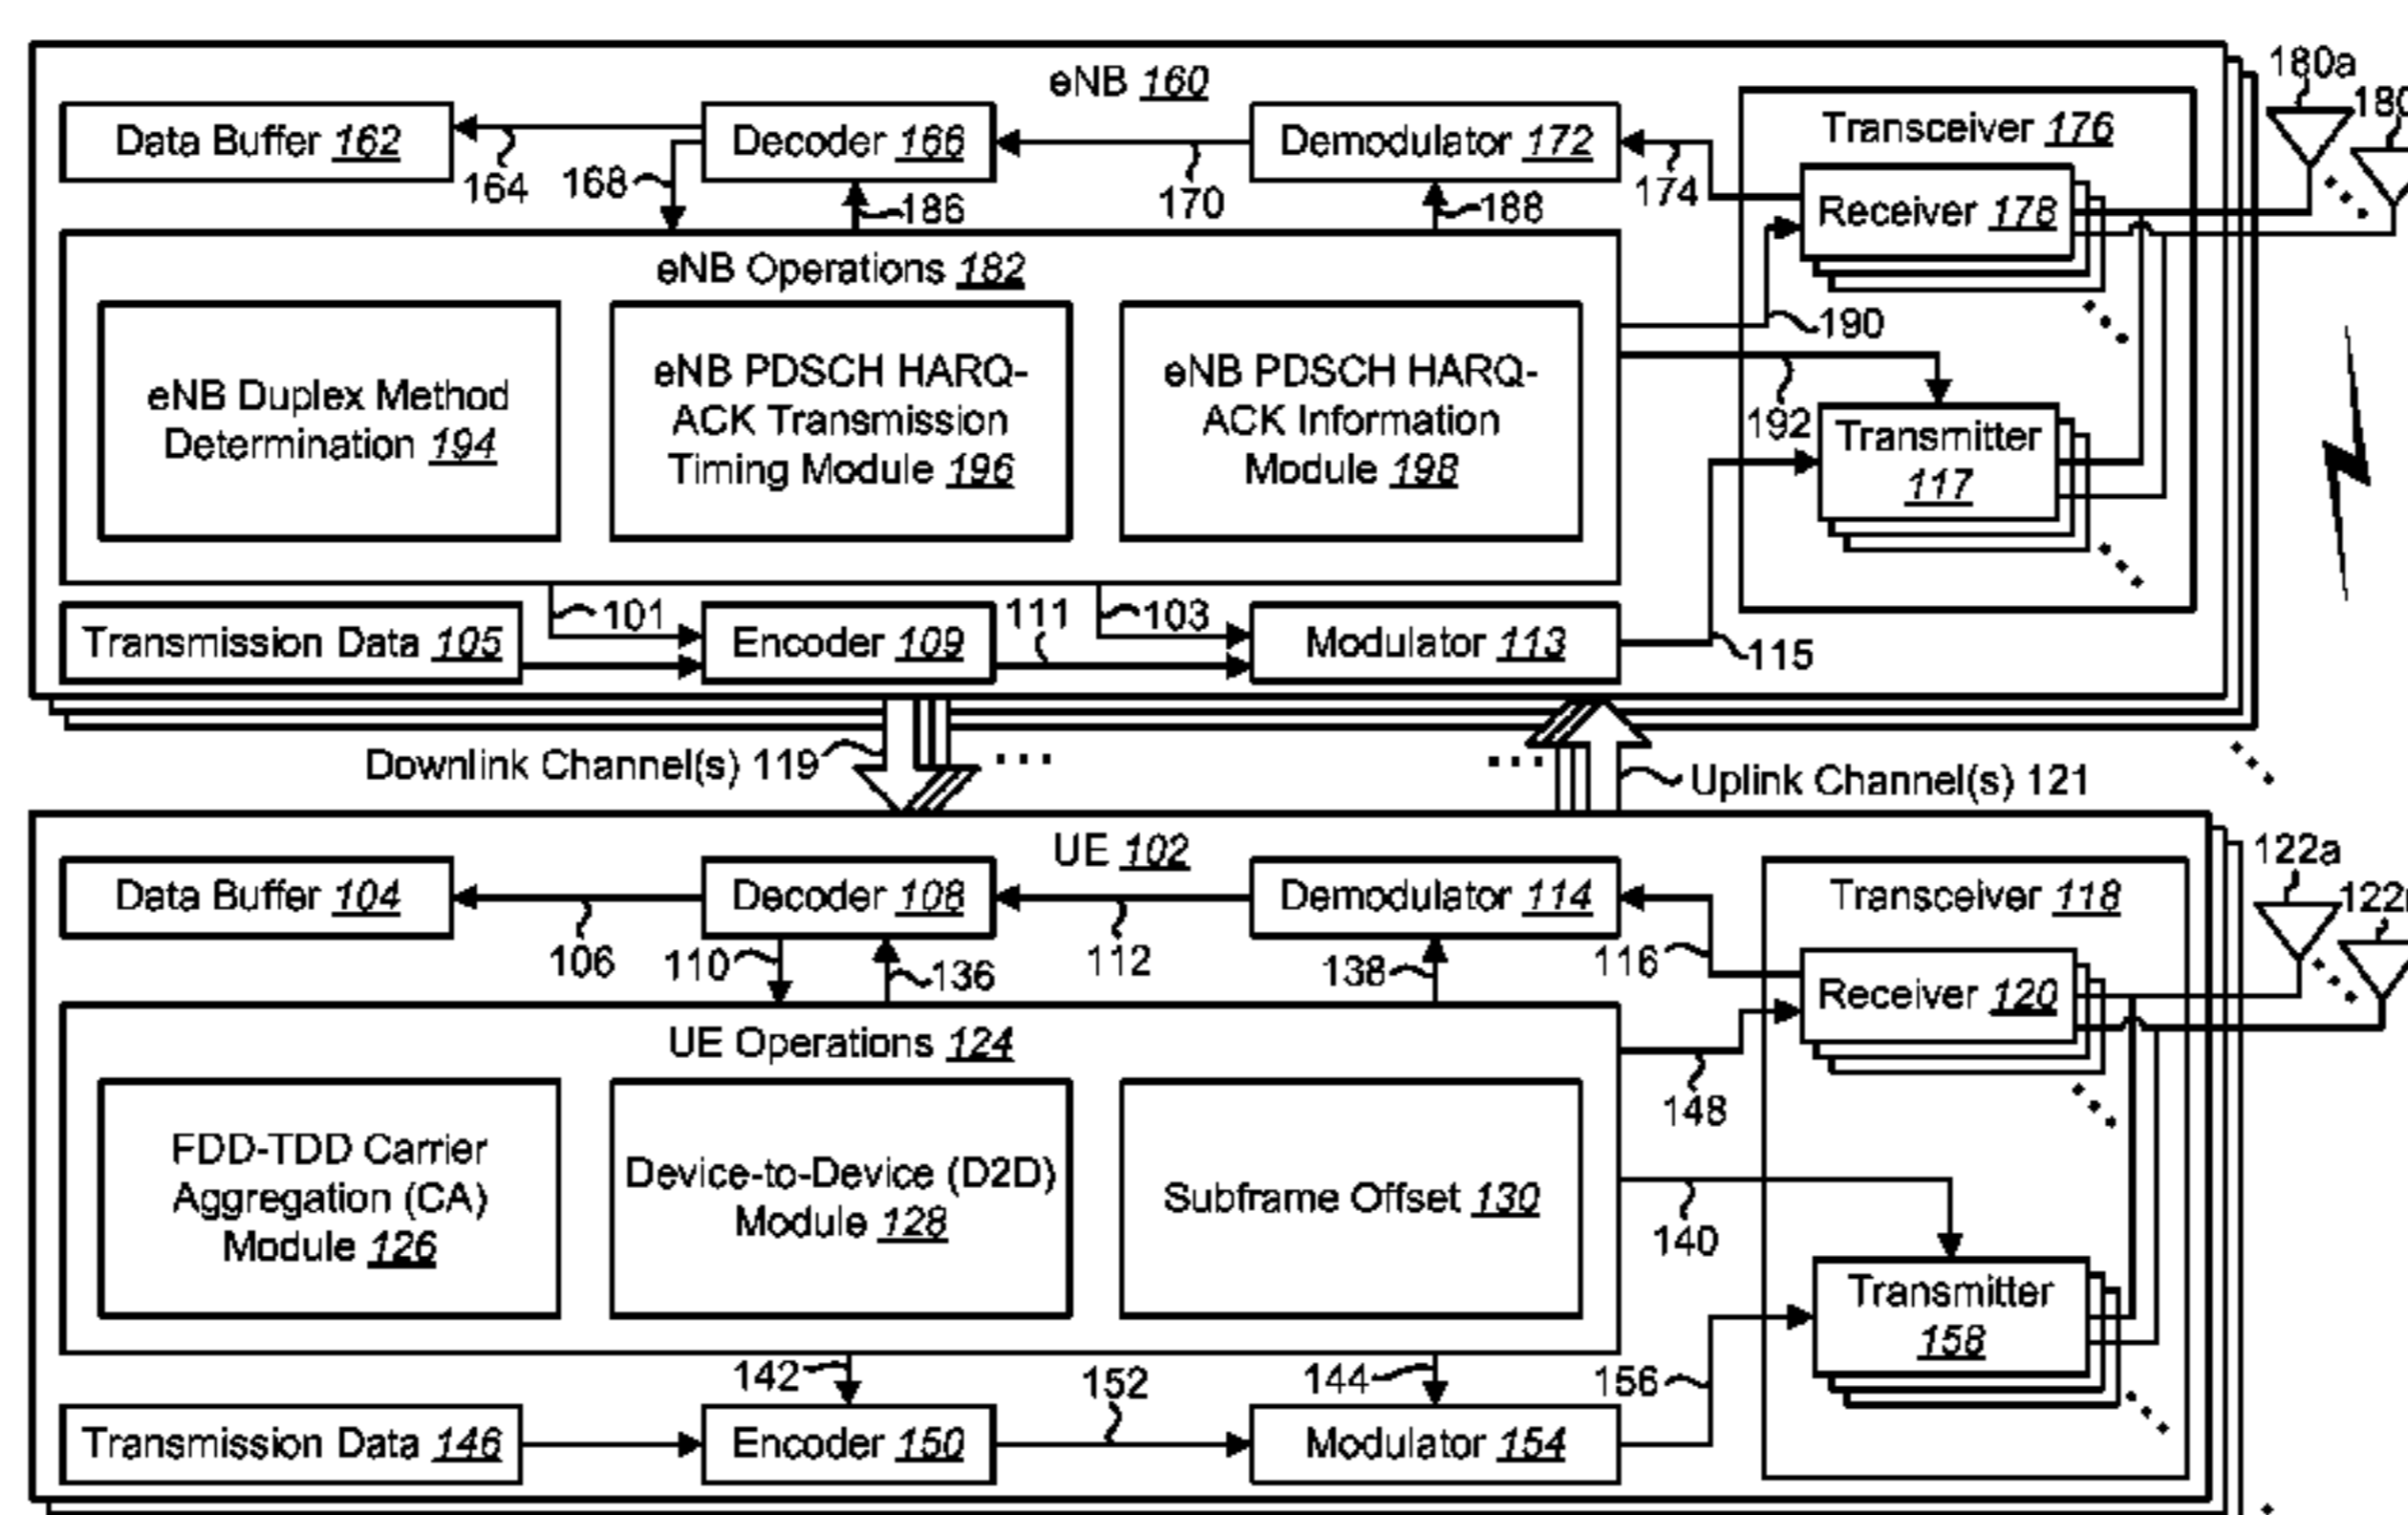 eNB 160
180a
180
Data Buffer 162
Decoder 166
Demodulator 172
Transceiver 176
164
168
186
170
188
174
Receiver 178
eNB Operations 182
190
eNB Duplex Method
Determination 194
eNB PDSCH HARQ-
ACK Transmission
Timing Module 196
eNB PDSCH HARQ-
ACK Information
Module 198
192
Transmitter
117
101
111
103
Transmission Data 105
Encoder 109
Modulator 113
115
Downlink Channel(s) 119
...
...
Uplink Channel(s) 121
UE 102
122a
122
Data Buffer 104
Decoder 108
Demodulator 114
Transceiver 118
106
110
136
112
138
116
Receiver 120
UE Operations 124
148
FDD-TDD Carrier
Aggregation (CA)
Module 126
Device-to-Device (D2D)
Module 128
Subframe Offset 130
140
Transmitter
158
142
152
144
156
Transmission Data 146
Encoder 150
Modulator 154